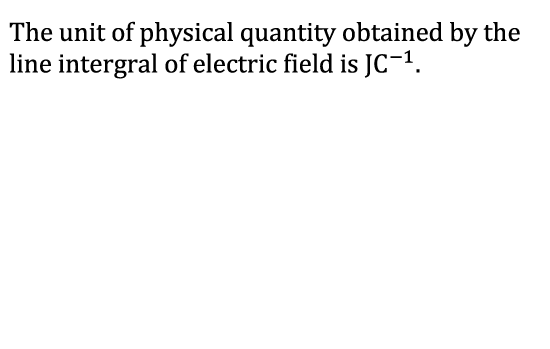 The unit of physical quantity obtained by the
line intergral of electric field is JC⁻¹.